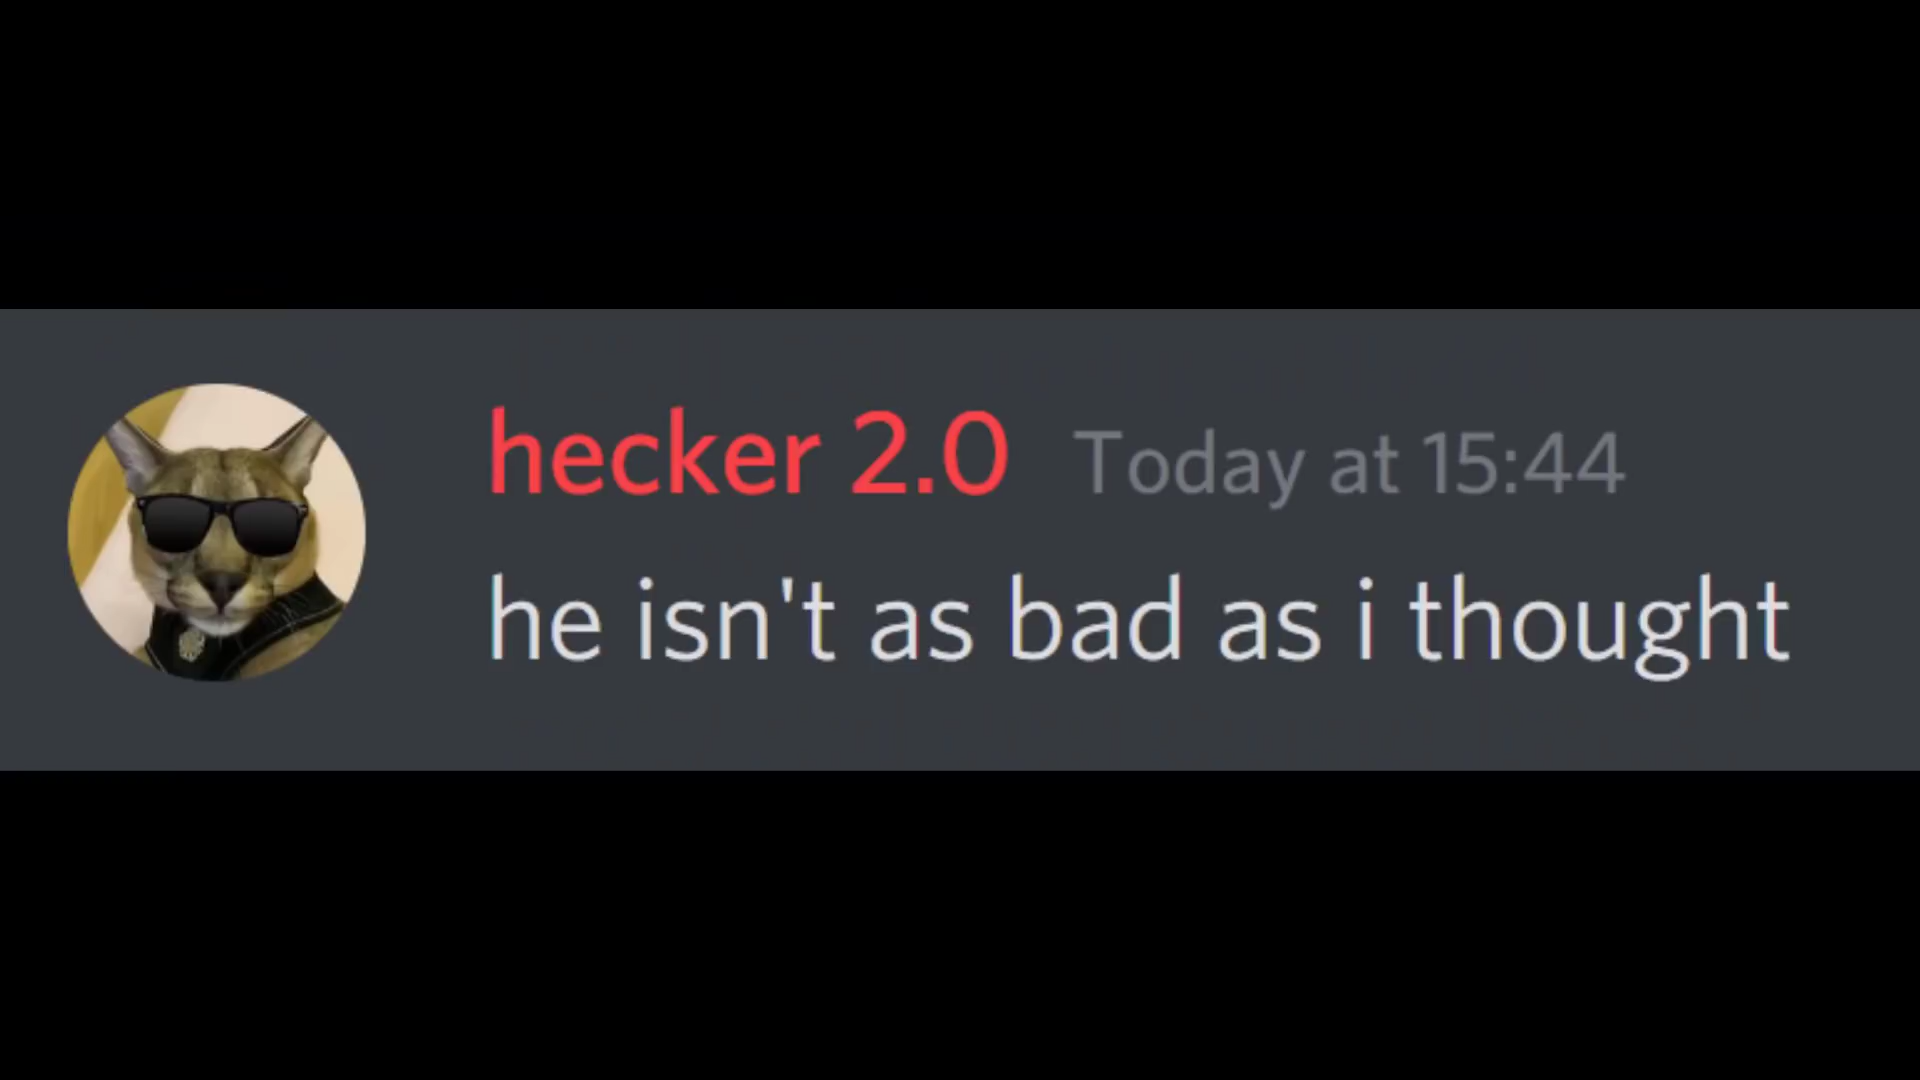 hecker 2.0 Today at 15:44
he isn't as bad as i thought